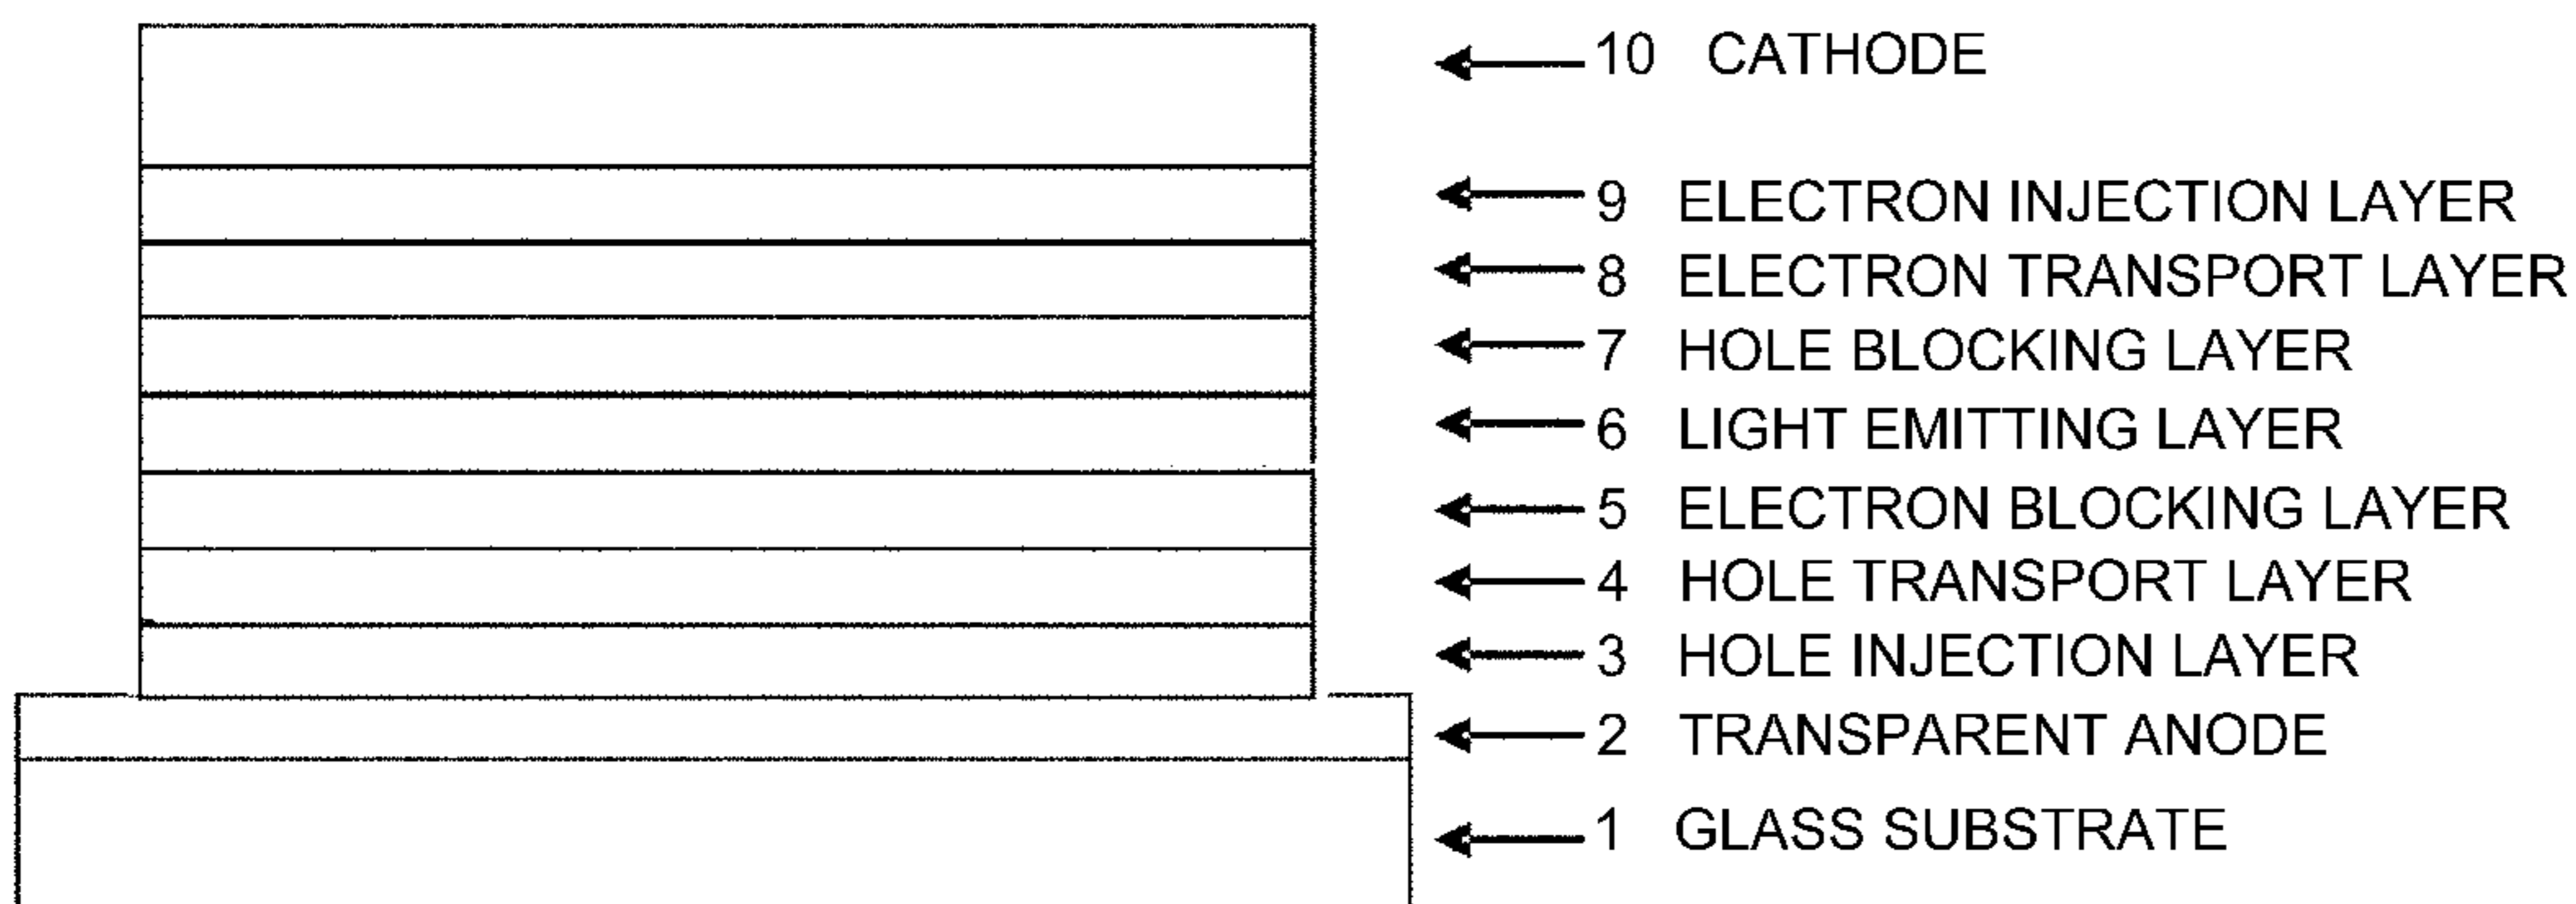 10 CATHODE
9 ELECTRON INJECTION LAYER
8 ELECTRON TRANSPORT LAYER
7 HOLE BLOCKING LAYER
6 LIGHT EMITTING LAYER
5 ELECTRON BLOCKING LAYER
4 HOLE TRANSPORT LAYER
3 HOLE INJECTION LAYER
2 TRANSPARENT ANODE
1 GLASS SUBSTRATE